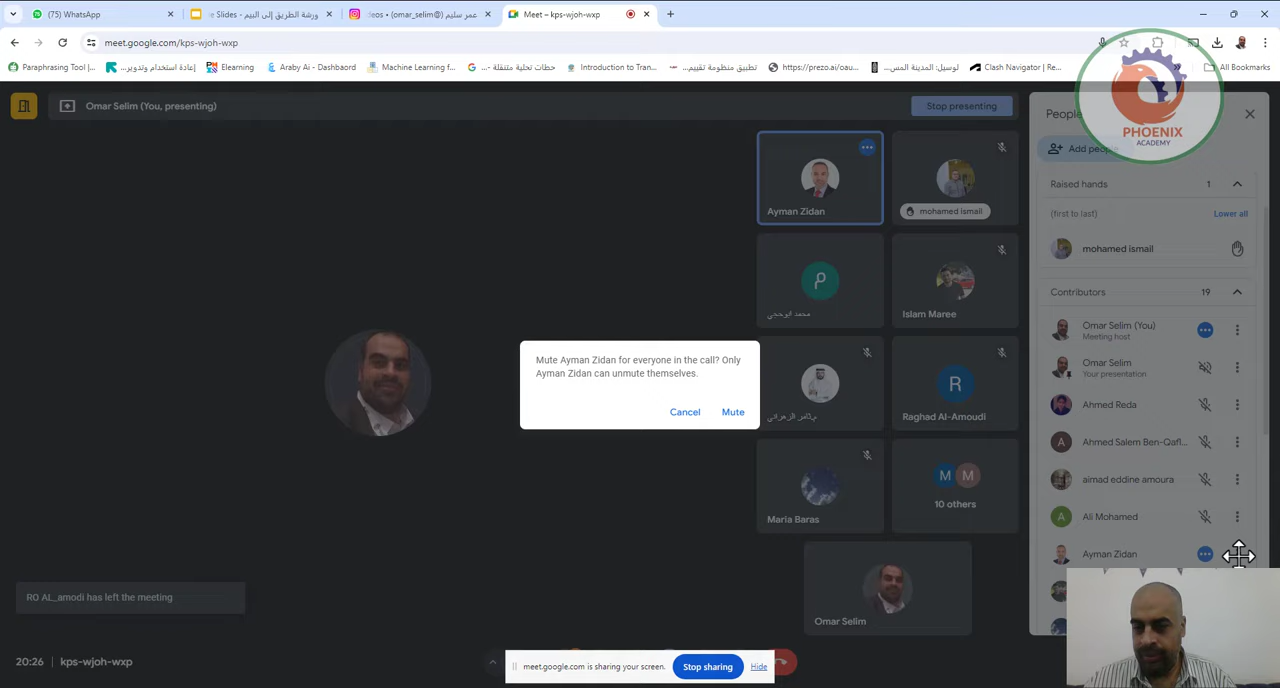 (75) WhatsApp
ورشة الطريق إلى البيم - e Slides
ideos • (@omar_selim) عمر سليم
Meet – kps-wjoh-wxp
meet.google.com/kps-wjoh-wxp
Paraphrasing Tool |...
إعادة استخدام وتدوير...
Elearning
Araby Ai - Dashbaord
Machine Lear
Introduction to Tran...
تطبيق منظومة تقييم...
https://prezo.ai/oau...
لوسيل: المدينة المس...
Clash Navigator | Re...
All Bookmarks
PHOENIX
ACADEMY
Omar Selim (You, presenting)
Stop presenting
People
Add people
Ayman Zidan
mohamed ismail
Raised hands 1
(first to last) Lower all
mohamed ismail
محمد ابوحجي
Islam Maree
Contributors 19
Omar Selim (You)
Meeting host
Omar Selim
Your presentation
Mute Ayman Zidan for everyone in the call? Only
Ayman Zidan can unmute themselves.
Cancel Mute
R
Raghad Al-Amoudi
Ahmed Reda
A
Ahmed Salem Ben-Qafl...
aimad eddine amoura
M M
10 others
Maria Baras
A
Ali Mohamed
Ayman Zidan
Omar Selim
R0 AL_amodi has left the meeting
20:26 | kps-wjoh-wxp
meet.google.com is sharing your screen.
Stop sharing
Hide